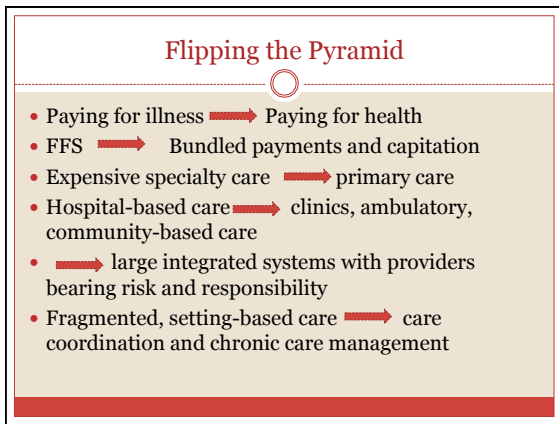 Flipping the Pyramid
• Paying for illness Paying for health
• FFS Bundled payments and capitation
• Expensive specialty care primary care
• Hospital-based care clinics, ambulatory,
community-based care
• large integrated systems with providers
bearing risk and responsibility
• Fragmented, setting-based care care
coordination and chronic care management